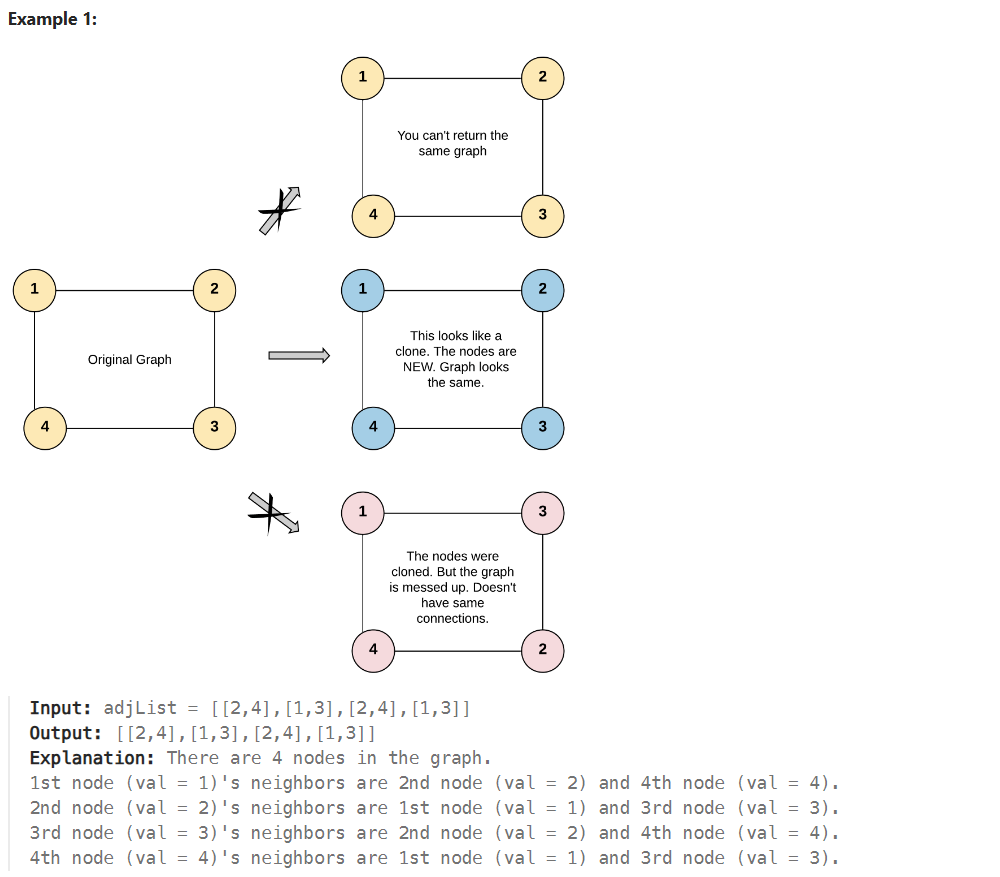 Example 1:
1
2
You can't return the
same graph
4
3
1
2
Original Graph
4
3
1
2
This looks like a
clone. The nodes are
NEW. Graph looks
the same.
4
3
1
3
The nodes were
cloned. But the graph
is messed up. Doesn't
have same
connections.
4
2
Input: adjList = [[2,4],[1,3],[2,4],[1,3]]
Output: [[2,4],[1,3],[2,4],[1,3]]
Explanation: There are 4 nodes in the graph.
1st node (val = 1)'s neighbors are 2nd node (val = 2) and 4th node (val = 4).
2nd node (val = 2)'s neighbors are 1st node (val = 1) and 3rd node (val = 3).
3rd node (val = 3)'s neighbors are 2nd node (val = 2) and 4th node (val = 4).
4th node (val = 4)'s neighbors are 1st node (val = 1) and 3rd node (val = 3).